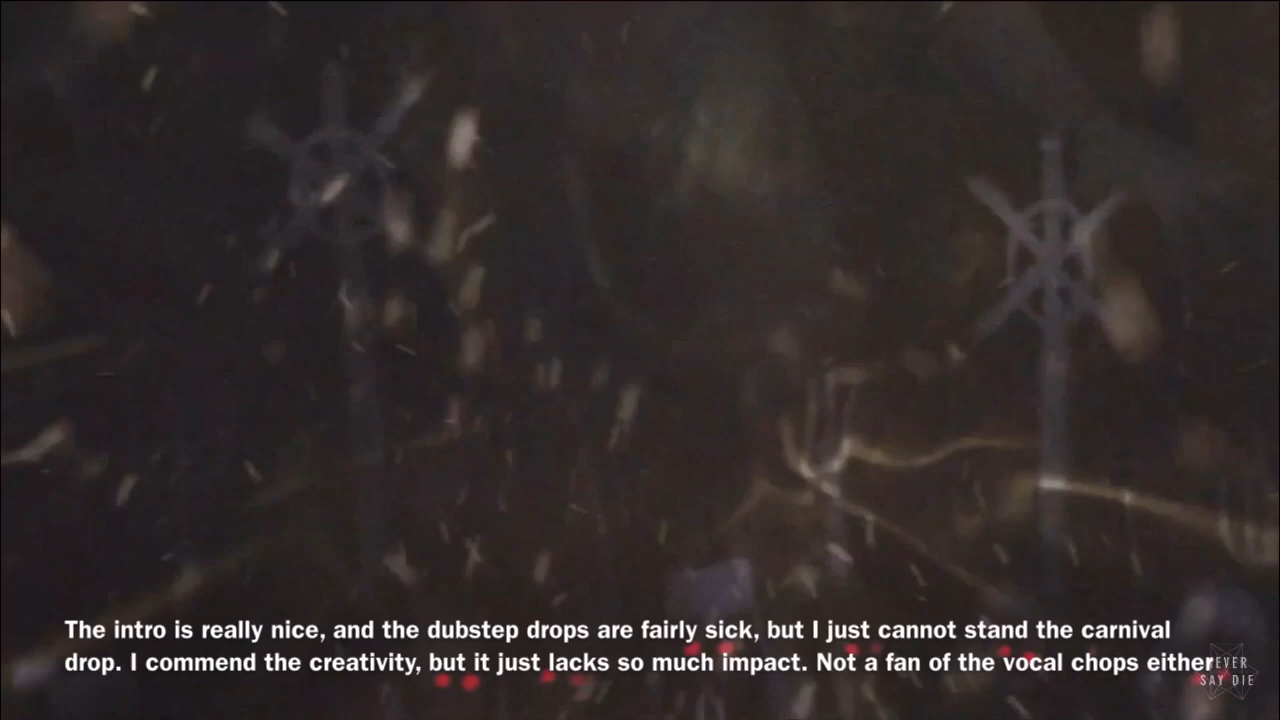 The intro is really nice, and the dubstep drops are fairly sick, but I just cannot stand the carnival
drop. I commend the creativity, but it just lacks so much impact. Not a fan of the vocal chops either
EVER
SAY DIE